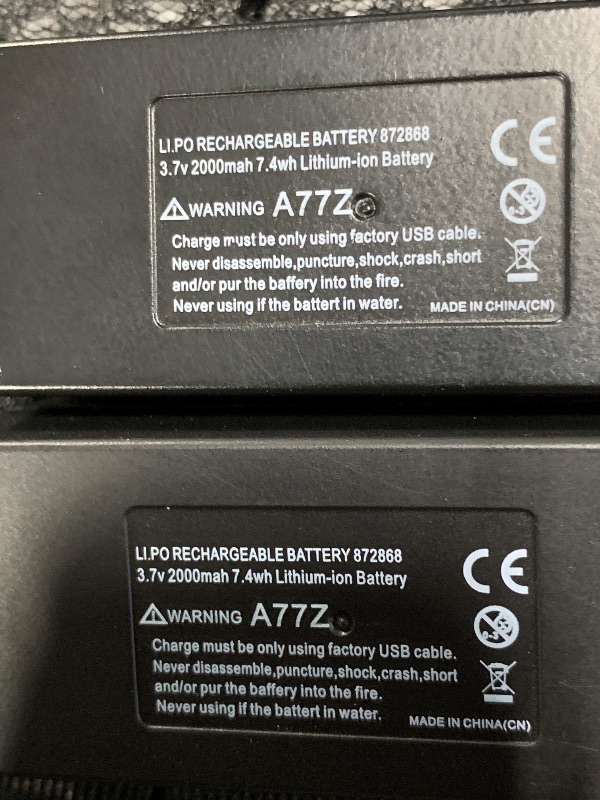 LI.PO RECHARGEABLE BATTERY 872868
3.7v 2000mah 7.4wh Lithium-ion Battery
CE
WARNING A77Z
0-3
Charge must be only using factory USB cable.
Never disassemble,puncture,shock,crash,short
and/or pur the baffery into the fire.
Never using if the battert in water.
MADE IN CHINA(CN)
LI.PO RECHARGEABLE BATTERY 872868
3.7v 2000mah 7.4wh Lithium-ion Battery
CE
WARNING A77Z
0-3
Charge must be only using factory USB cable.
Never disassemble,puncture,shock,crash,short
and/or pur the baffery into the fire.
Never using if the battert in water.
MADE IN CHINA(CN)